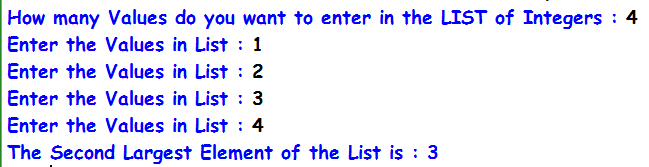 How many Values do you want to enter in the LIST of Integers : 4
Enter the Values in List : 1
Enter the Values in List : 2
Enter the Values in List : 3
Enter the Values in List : 4
The Second Largest Element of the List is : 3